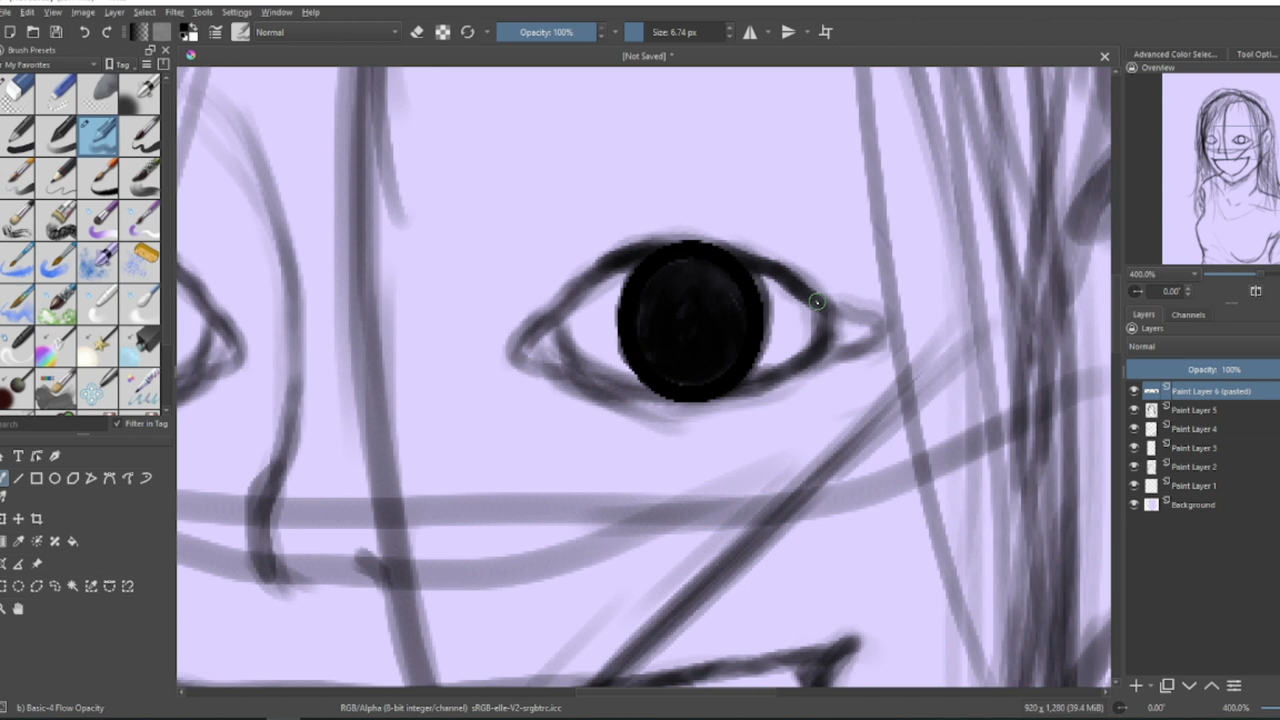 File Edit View Image Layer Select Filter Tools Settings Window Help
Normal Opacity: 100% Size: 6.74 px
Brush Presets
[Not Saved] *
Advanced Color Selec... Tool Opti...
My Favorites Tag
Overview
400.0%
0.00°
Layers Channels
Layers
Normal
Opacity: 100%
Paint Layer 6 (pasted)
Paint Layer 5
Paint Layer 4
Paint Layer 3
Paint Layer 2
Paint Layer 1
Background
earch Filter in Tag
b) Basic-4 Flow Opacity RGB/Alpha (8-bit integer/channel) sRGB-elle-V2-srgbtrc.icc 920 x 1,280 (39.4 MiB) 0.00° 400.0%